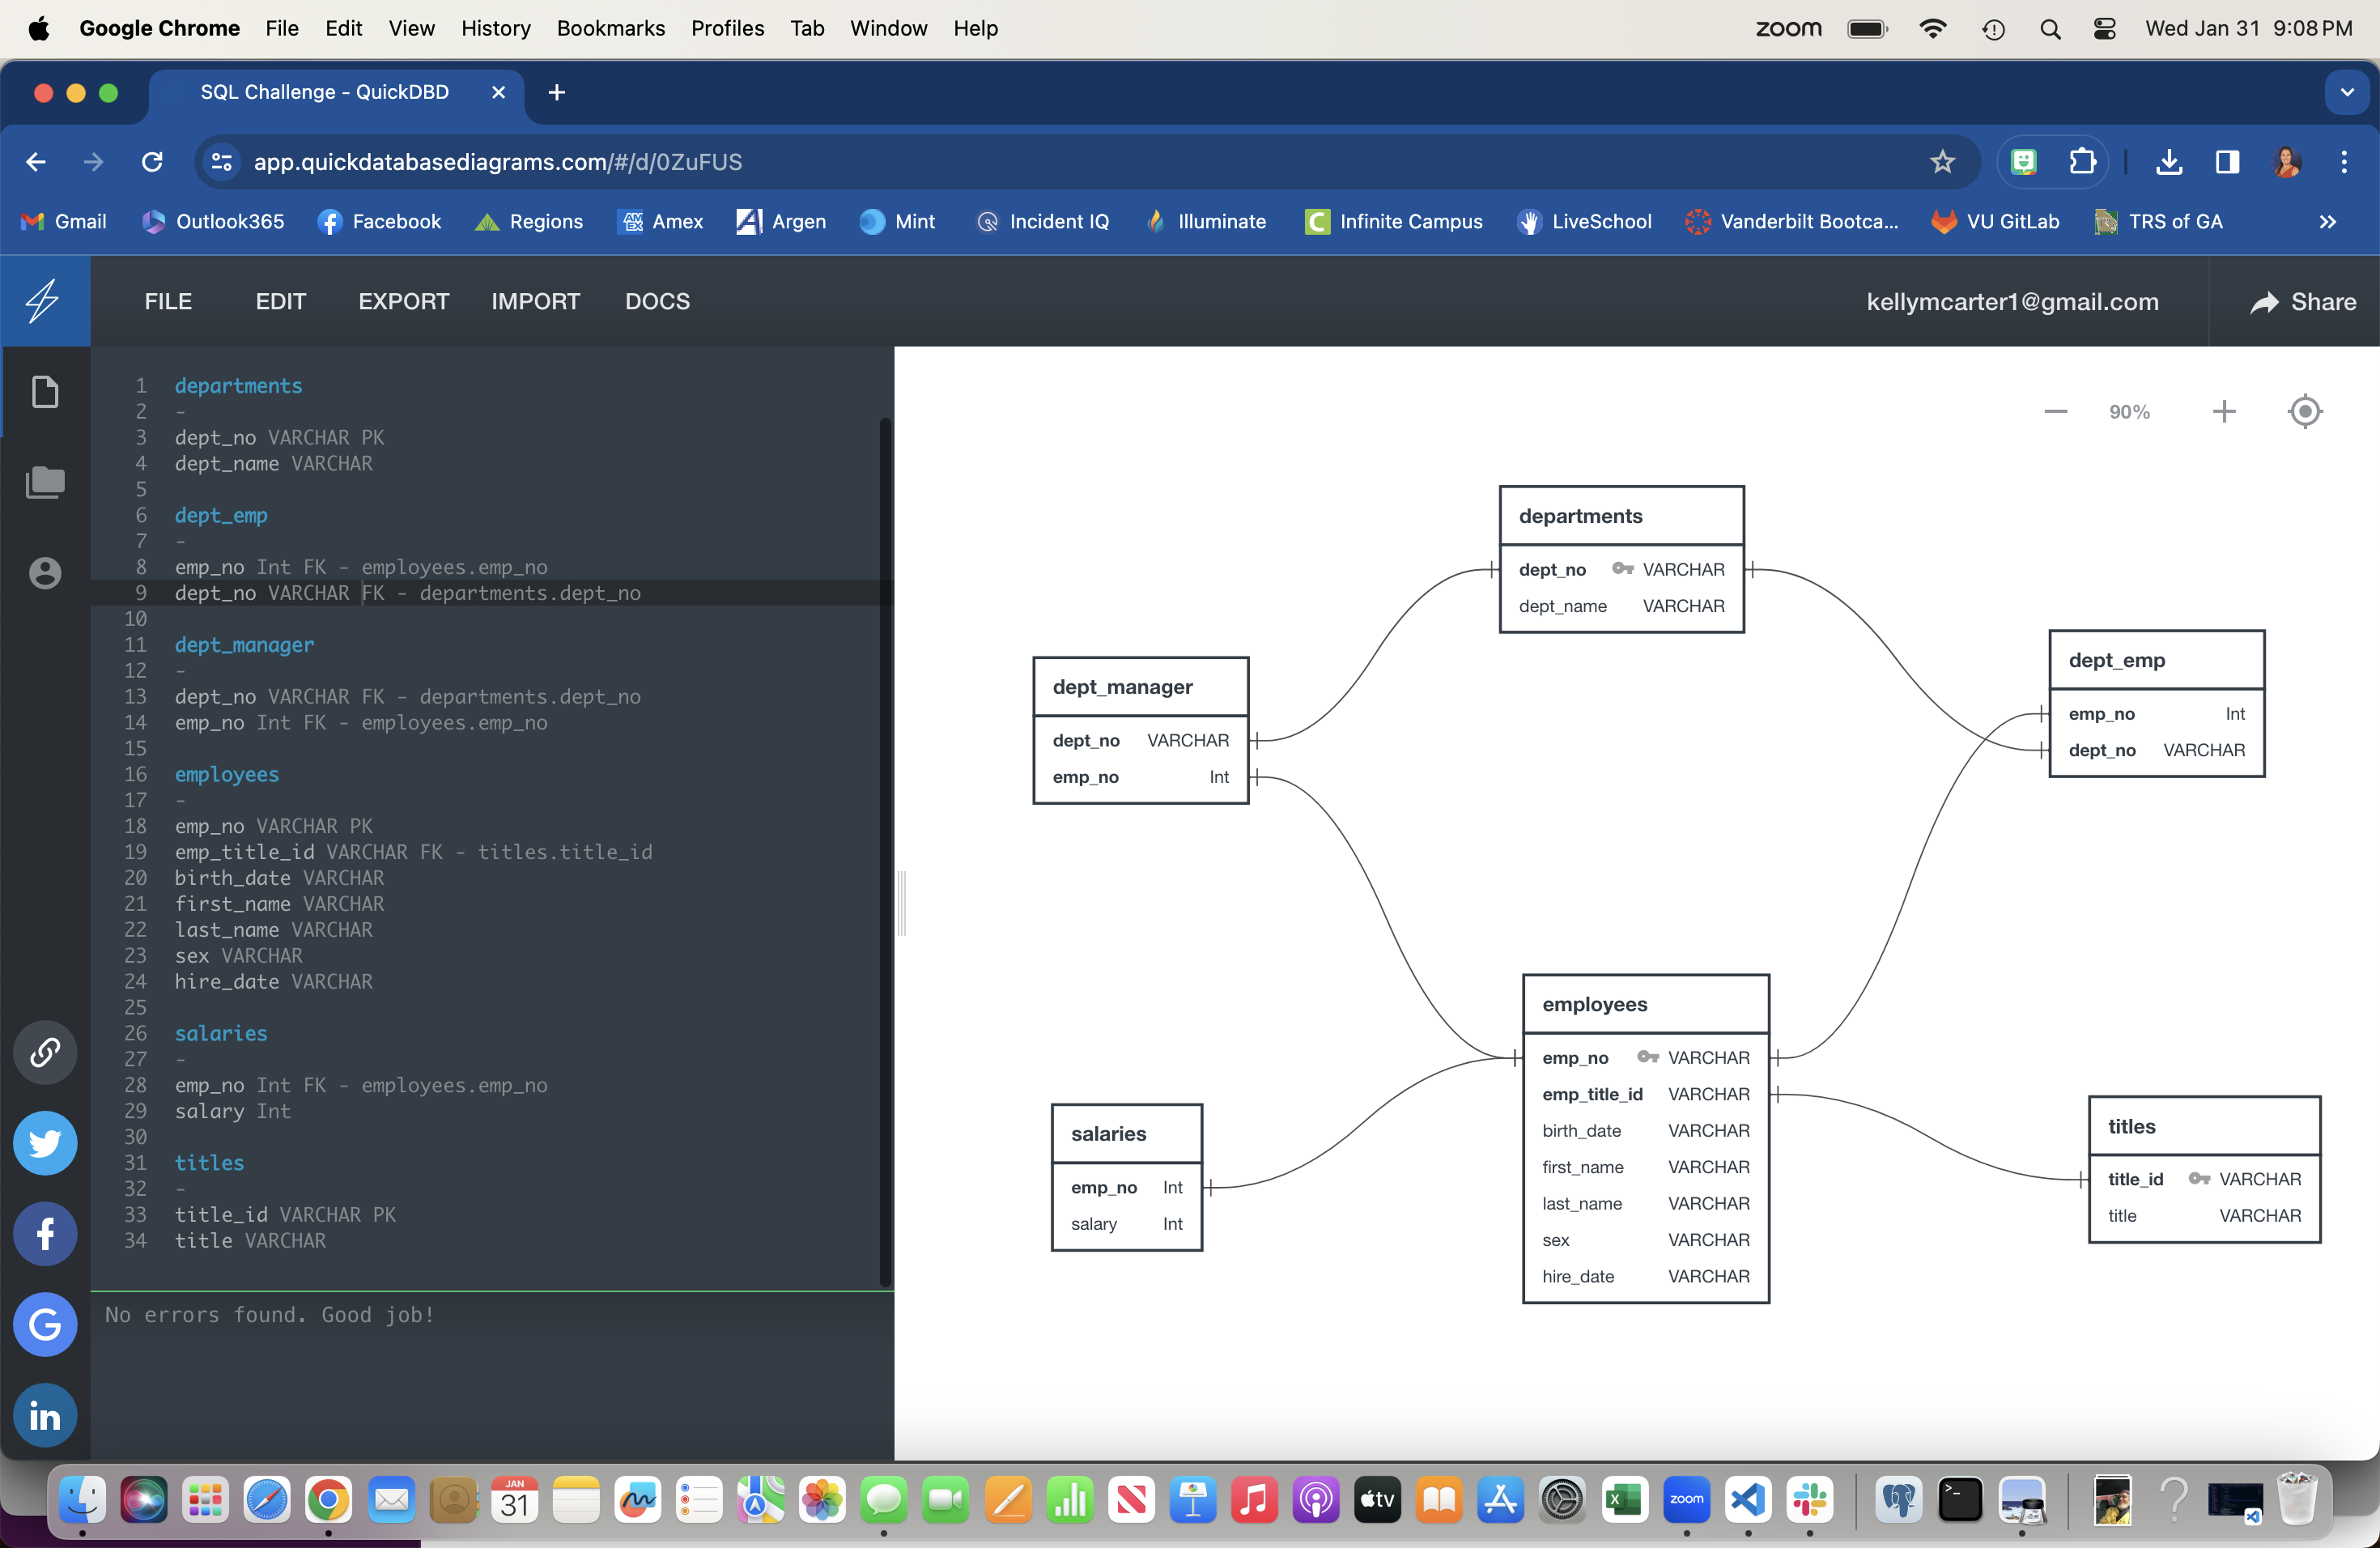 Google Chrome File Edit View History Bookmarks Profiles Tab Window Help zoom Wed Jan 31 9:08 PM
SQL Challenge - QuickDBD
app.quickdatabasediagrams.com/#/d/0ZuFUS
Gmail Outlook365 Facebook Regions AM EX Amex Argen Mint Incident IQ Illuminate C Infinite Campus LiveSchool Vanderbilt Bootca... VU GitLab TRS of GA
FILE EDIT EXPORT IMPORT DOCS kellymcarter1@gmail.com Share
1 departments
2 -
3 dept_no VARCHAR PK
4 dept_name VARCHAR
5
6 dept_emp
7 -
8 emp_no Int FK - employees.emp_no
9 dept_no VARCHAR FK - departments.dept_no
10
11 dept_manager
12 -
13 dept_no VARCHAR FK - departments.dept_no
14 emp_no Int FK - employees.emp_no
15
16 employees
17 -
18 emp_no VARCHAR PK
19 emp_title_id VARCHAR FK - titles.title_id
20 birth_date VARCHAR
21 first_name VARCHAR
22 last_name VARCHAR
23 sex VARCHAR
24 hire_date VARCHAR
25
26 salaries
27 -
28 emp_no Int FK - employees.emp_no
29 salary Int
30
31 titles
32 -
33 title_id VARCHAR PK
34 title VARCHAR
No errors found. Good job!
90%
departments
dept_no VARCHAR
dept_name VARCHAR
dept_manager
dept_no VARCHAR
emp_no Int
dept_emp
emp_no Int
dept_no VARCHAR
employees
emp_no VARCHAR
emp_title_id VARCHAR
birth_date VARCHAR
first_name VARCHAR
last_name VARCHAR
sex VARCHAR
hire_date VARCHAR
salaries
emp_no Int
salary Int
titles
title_id VARCHAR
title VARCHAR
f
G
in
JAN
31
tv
X
zoom